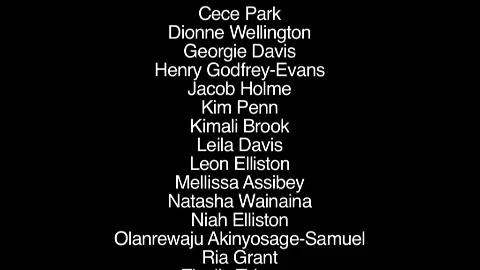 Cece Park
Dionne Wellington
Georgie Davis
Henry Godfrey-Evans
Jacob Holme
Kim Penn
Kimali Brook
Leila Davis
Leon Elliston
Mellissa Assibey
Natasha Wainaina
Niah Elliston
Olanrewaju Akinyosage-Samuel
Ria Grant